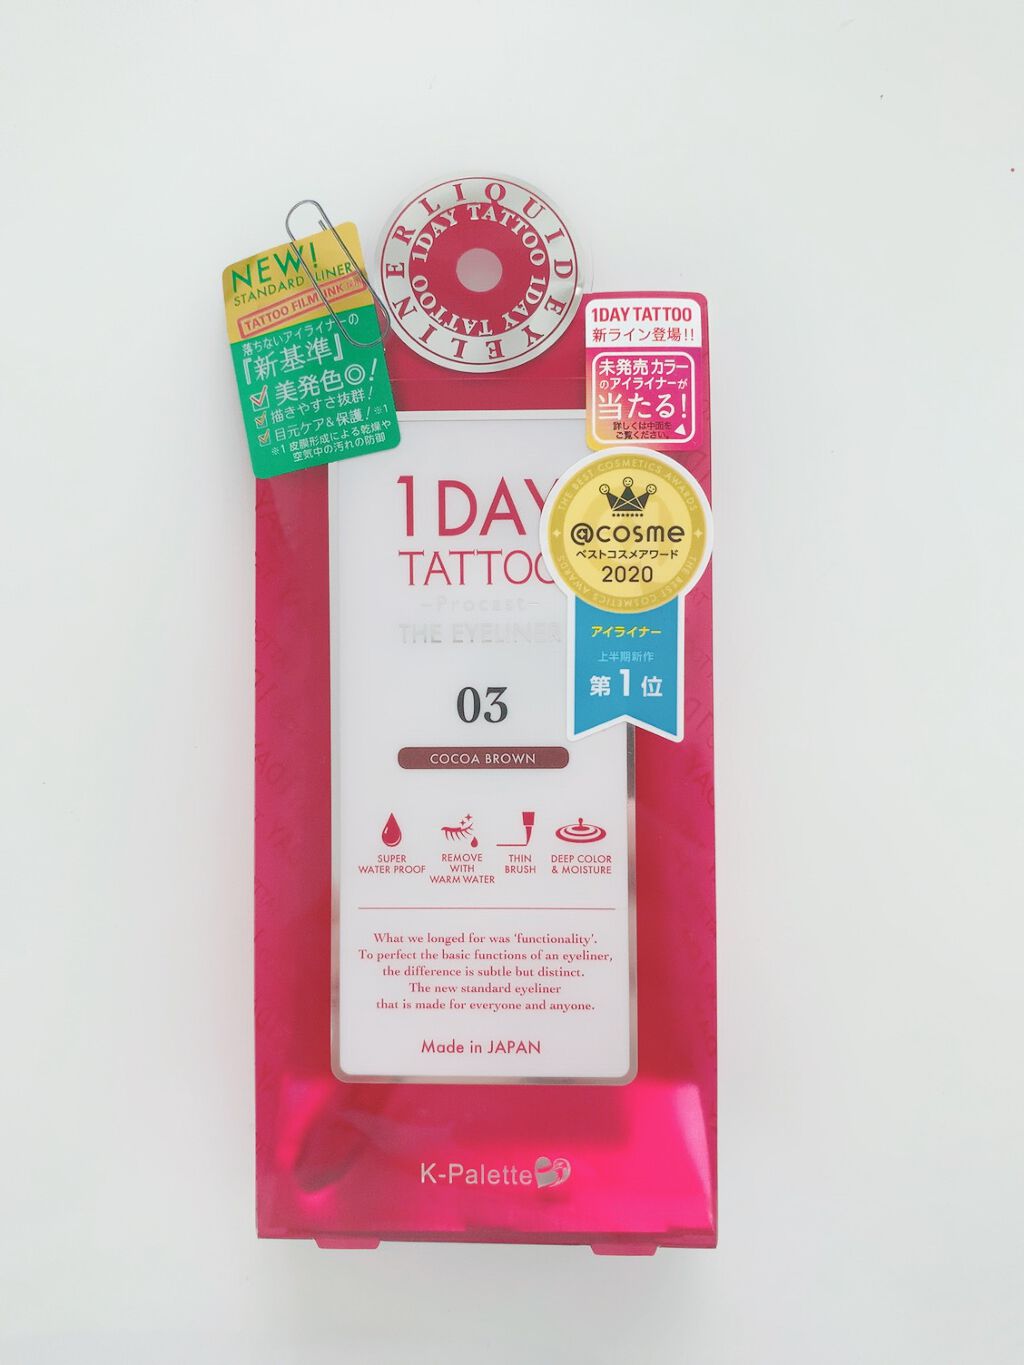 LIQUID EYELINER
1DAY TATTOO 1DAY TATTOO 1DAY TATTOO
NEW!
STANDARD LINER
TATTOO FILM INK 採用
落ちないアイライナーの
『新基準』
美発色◎!
描きやすさ抜群!
目元ケア&保護!※1
※1 皮膜形成による乾燥や
空気中の汚れの防御
1DAY TATTOO
新ライン登場!!
未発売カラー
のアイライナーが
当たる!
詳しくは中面を
ご覧ください。
THE BEST COSMETICS AWARDS
@cosme
ベストコスメアワード
2020
THE BEST COSMETICS AWARDS
アイライナー
上半期新作
第1位
1DAY
TATTOO
-Procast-
THE EYELINER
03
COCOA BROWN
SUPER
WATER PROOF
REMOVE
WITH
WARM WATER
THIN
BRUSH
DEEP COLOR
& MOISTURE
What we longed for was 'functionality'.
To perfect the basic functions of an eyeliner,
the difference is subtle but distinct.
The new standard eyeliner
that is made for everyone and anyone.
Made in JAPAN
K-Palette